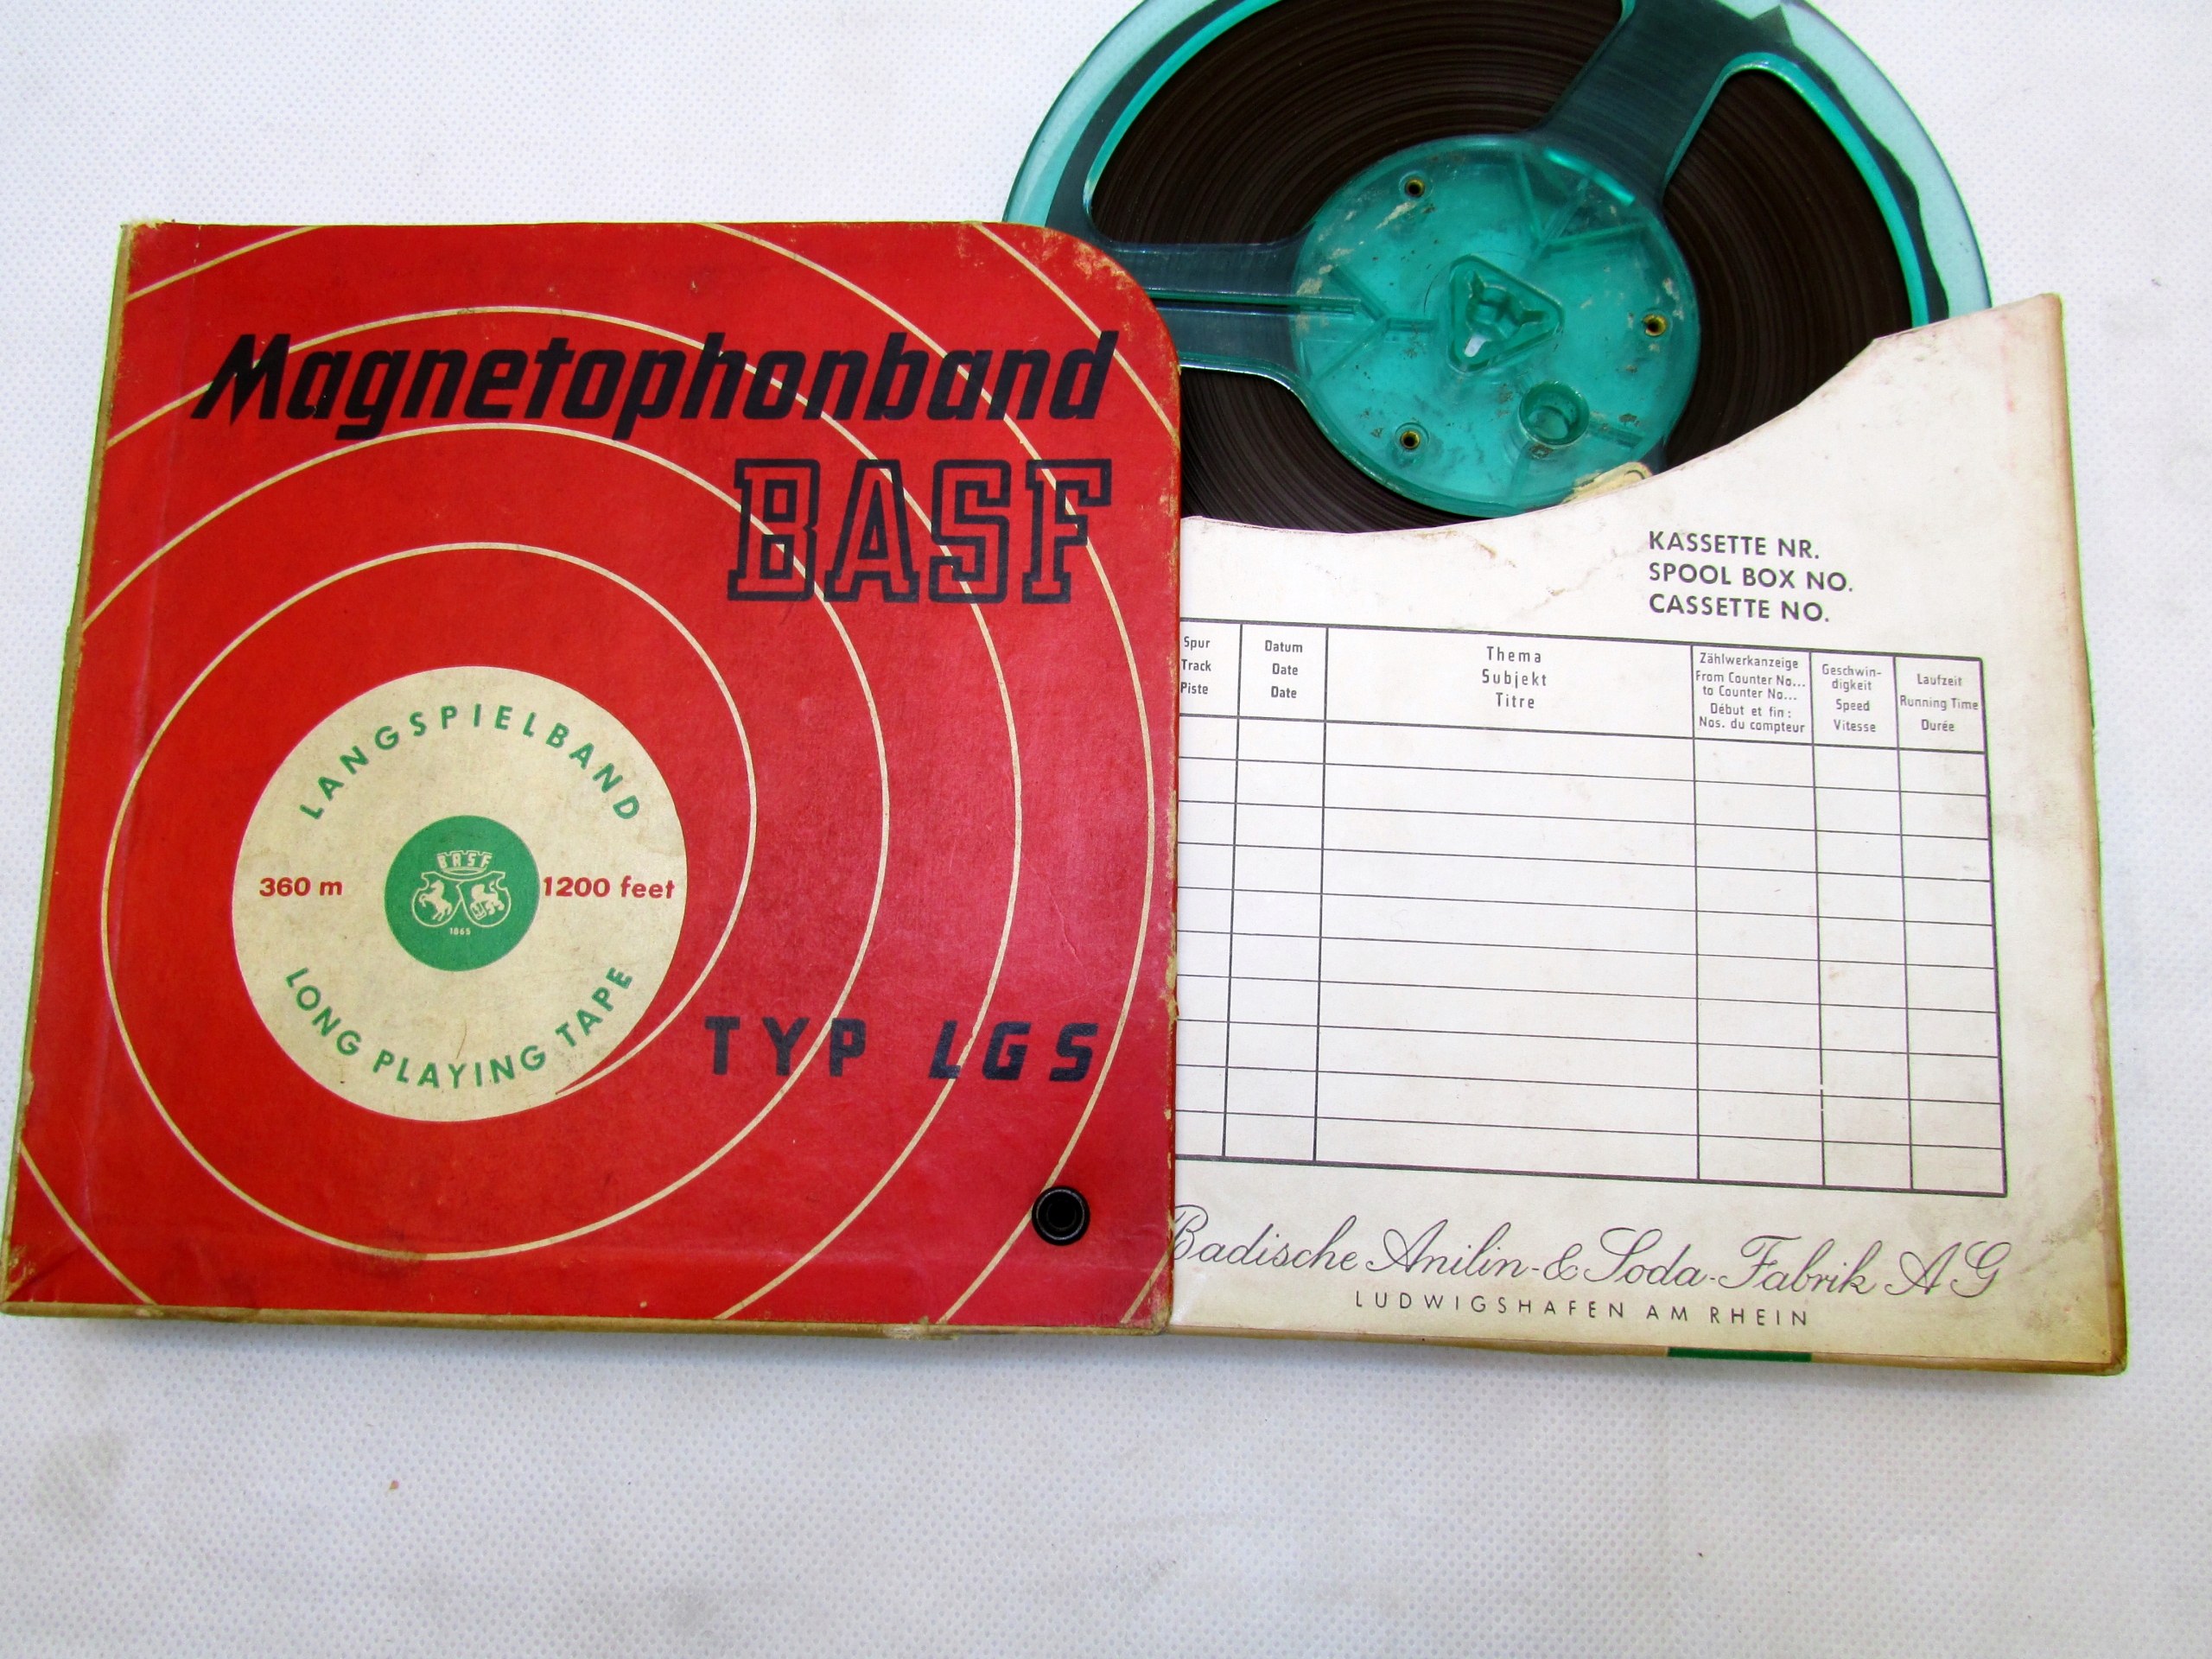 Magnetophonband
BASF
LANGSPIELBAND
360 m
1200 feet
BASF
1865
LONG PLAYING TAPE
TYP LGS
KASSETTE NR.
SPOOL BOX NO.
CASSETTE NO.
Spur
Track
Piste
Datum
Date
Date
Thema
Subjekt
Titre
Zählwerkanzeige
From Counter No...
to Counter No...
Début et fin:
Nos. du compteur
Geschwin-
digkeit
Speed
Vitesse
Laufzeit
Running Time
Durée
Badische Anilin- & Soda-Fabrik AG
LUDWIGSHAFEN AM RHEIN